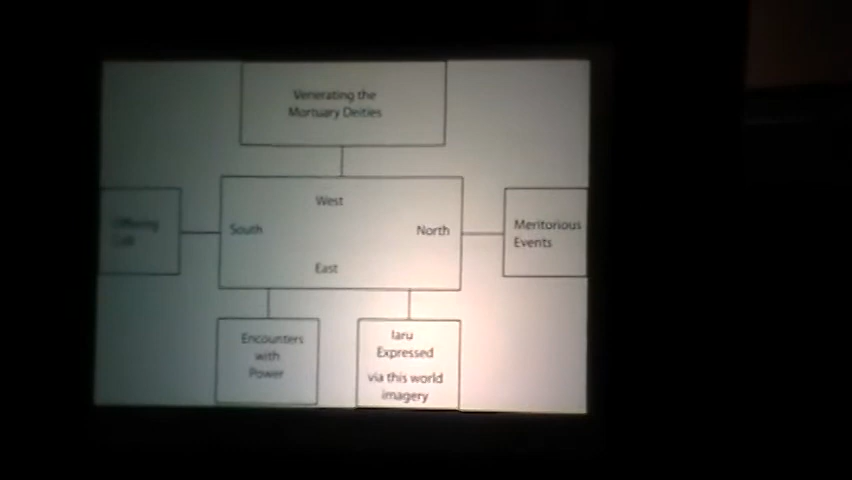 Venerating the
Mortuary Deities
West
South
North
East
Offering
Meritorious
Events
Encounters
with
Power
Iaru
Expressed
via this world
imagery